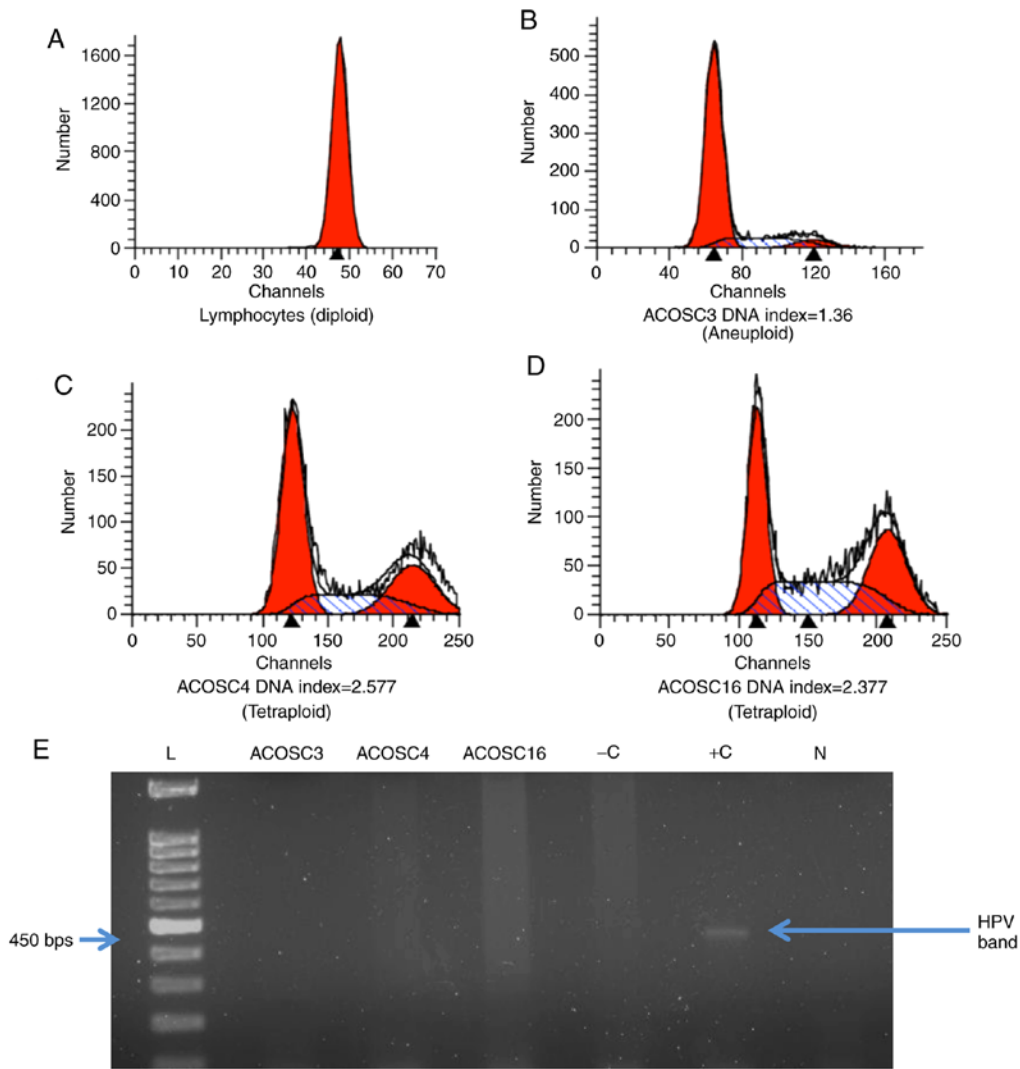 A
Number
1600
1200
800
400
0
0 10 20 30 40 50 60 70
Channels
Lymphocytes (diploid)
B
Number
500
400
300
200
100
0
0 40 80 120 160
Channels
ACOSC3 DNA index=1.36
(Aneuploid)
C
Number
200
150
100
50
0
0 50 100 150 200 250
Channels
ACOSC4 DNA index=2.577
(Tetraploid)
D
Number
200
150
100
50
0
0 50 100 150 200 250
Channels
ACOSC16 DNA index=2.377
(Tetraploid)
E
L ACOSC3 ACOSC4 ACOSC16 −C +C N
450 bps
HPV
band